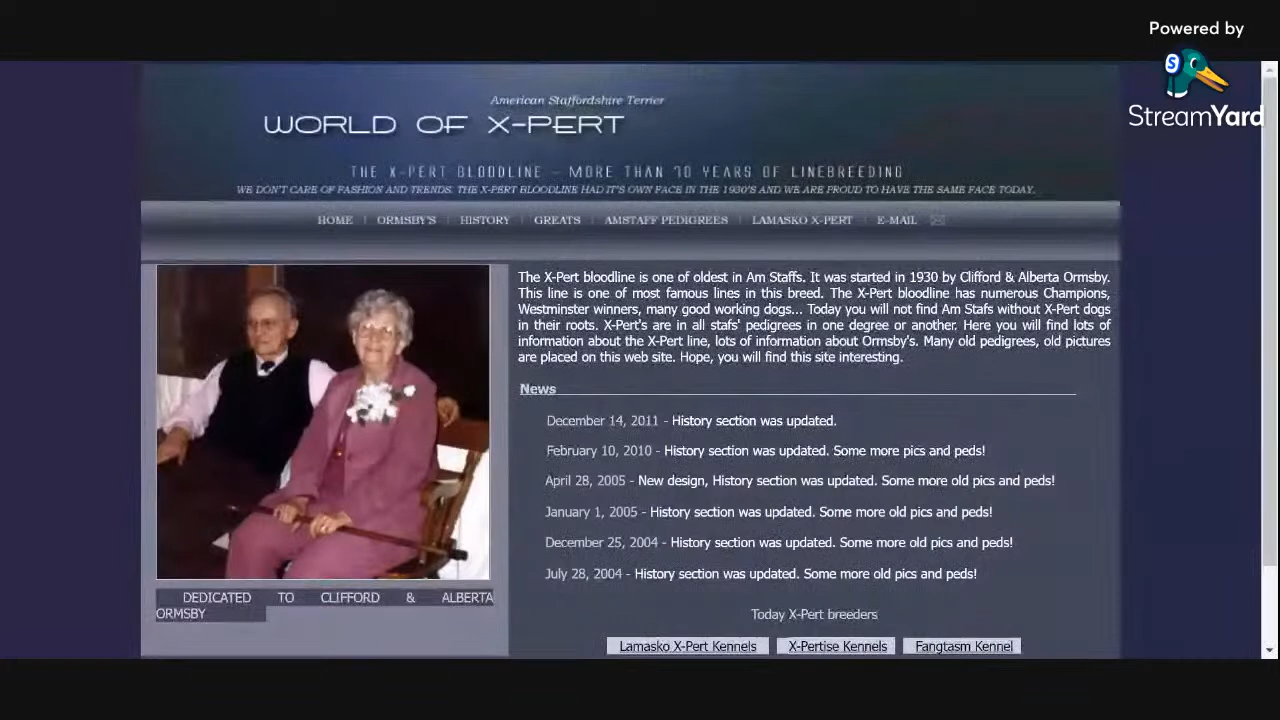 Powered by
StreamYard
American Staffordshire Terrier
WORLD OF X-PERT
THE X-PERT BLOODLINE – MORE THAN 70 YEARS OF LINEBREEDING
WE DON'T CARE OF FASHION AND TRENDS. THE X-PERT BLOODLINE HAD IT'S OWN FACE IN THE 1930'S AND WE ARE PROUD TO HAVE THE SAME FACE TODAY.
HOME | ORMSBY'S | HISTORY | GREATS | AMSTAFF PEDIGREES | LAMASKO X-PERT | E-MAIL
The X-Pert bloodline is one of oldest in Am Staffs. It was started in 1930 by Clifford & Alberta Ormsby.
This line is one of most famous lines in this breed. The X-Pert bloodline has numerous Champions,
Westminster winners, many good working dogs... Today you will not find Am Stafs without X-Pert dogs
in their roots. X-Pert's are in all stafs' pedigrees in one degree or another. Here you will find lots of
information about the X-Pert line, lots of information about Ormsby's. Many old pedigrees, old pictures
are placed on this web site. Hope, you will find this site interesting.
News
December 14, 2011 - History section was updated.
February 10, 2010 - History section was updated. Some more pics and peds!
April 28, 2005 - New design, History section was updated. Some more old pics and peds!
January 1, 2005 - History section was updated. Some more old pics and peds!
December 25, 2004 - History section was updated. Some more old pics and peds!
July 28, 2004 - History section was updated. Some more old pics and peds!
DEDICATED TO CLIFFORD & ALBERTA
ORMSBY
Today X-Pert breeders
Lamasko X-Pert Kennels X-Pertise Kennels Fangtasm Kennel